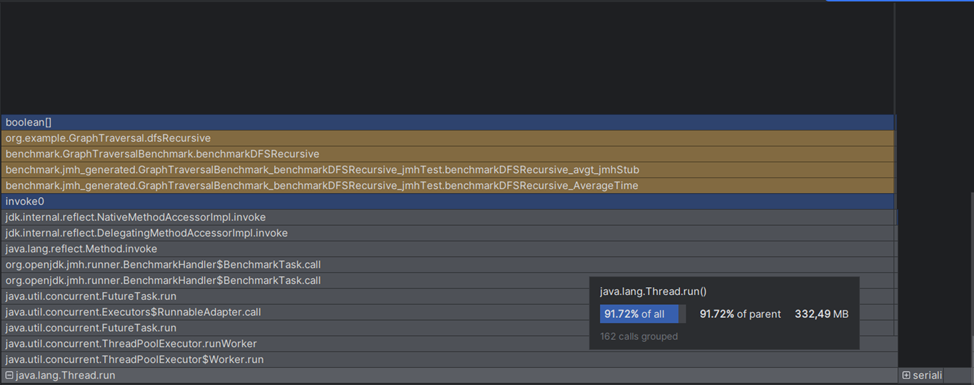 boolean[]
org.example.GraphTraversal.dfsRecursive
benchmark.GraphTraversalBenchmark.benchmarkDFSRecursive
benchmark.jmh_generated.GraphTraversalBenchmark_benchmarkDFSRecursive_jmhTest.benchmarkDFSRecursive_avgt_jmhStub
benchmark.jmh_generated.GraphTraversalBenchmark_benchmarkDFSRecursive_jmhTest.benchmarkDFSRecursive_AverageTime
invoke0
jdk.internal.reflect.NativeMethodAccessorImpl.invoke
jdk.internal.reflect.DelegatingMethodAccessorImpl.invoke
java.lang.reflect.Method.invoke
org.openjdk.jmh.runner.BenchmarkHandler$BenchmarkTask.call
org.openjdk.jmh.runner.BenchmarkHandler$BenchmarkTask.call
java.util.concurrent.FutureTask.run
java.util.concurrent.Executors$RunnableAdapter.call
java.util.concurrent.FutureTask.run
java.util.concurrent.ThreadPoolExecutor.runWorker
java.util.concurrent.ThreadPoolExecutor$Worker.run
java.lang.Thread.run
seriali
java.lang.Thread.run()
91.72% of all 91.72% of parent 332,49 MB
162 calls grouped